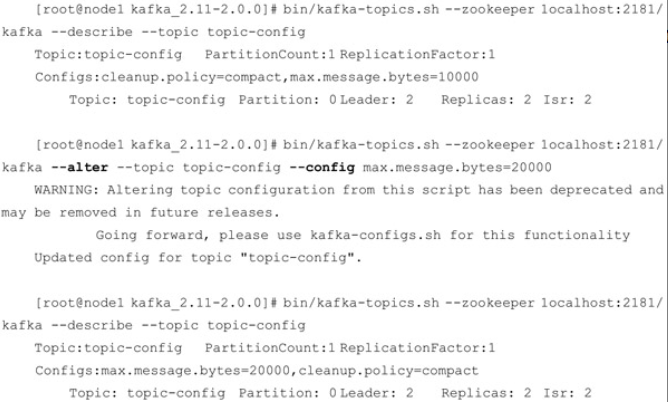 [root@node1 kafka_2.11-2.0.0]# bin/kafka-topics.sh --zookeeper localhost:2181/
kafka --describe --topic topic-config
Topic:topic-config PartitionCount:1 ReplicationFactor:1
Configs:cleanup.policy=compact,max.message.bytes=10000
Topic: topic-config Partition: 0 Leader: 2 Replicas: 2 Isr: 2
[root@node1 kafka_2.11-2.0.0]# bin/kafka-topics.sh --zookeeper localhost:2181/
kafka --alter --topic topic-config --config max.message.bytes=20000
WARNING: Altering topic configuration from this script has been deprecated and
may be removed in future releases.
Going forward, please use kafka-configs.sh for this functionality
Updated config for topic "topic-config".
[root@node1 kafka_2.11-2.0.0]# bin/kafka-topics.sh --zookeeper localhost:2181/
kafka --describe --topic topic-config
Topic:topic-config PartitionCount:1 ReplicationFactor:1
Configs:max.message.bytes=20000,cleanup.policy=compact
Topic: topic-config Partition: 0 Leader: 2 Replicas: 2 Isr: 2